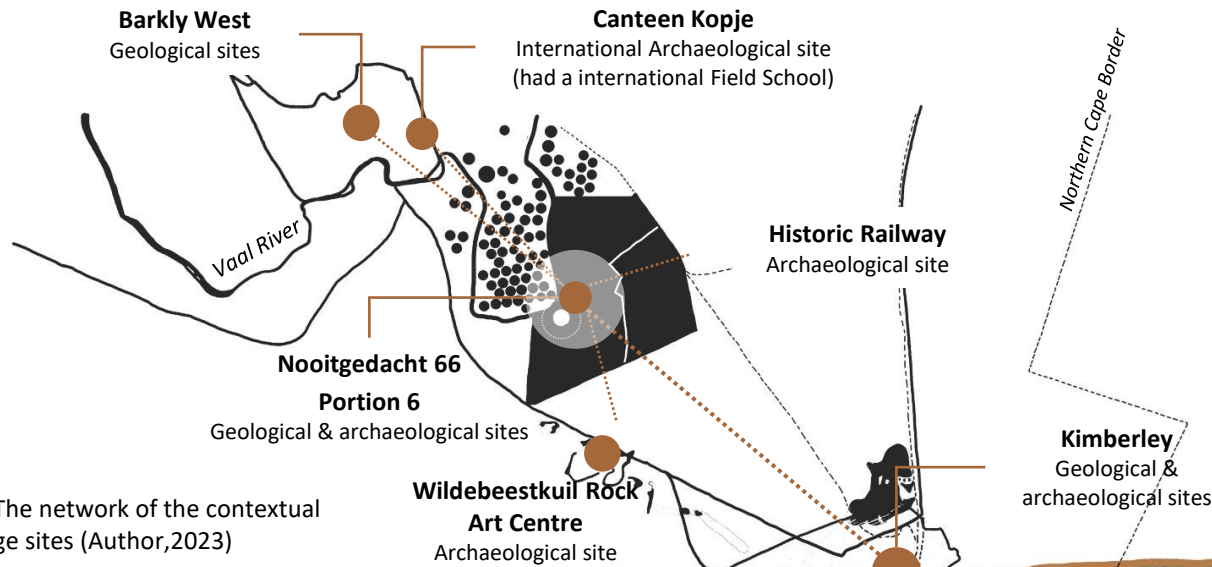 Barkly West
Geological sites
Canteen Kopje
International Archaeological site
(had a international Field School)
Northern Cape Border
Vaal River
Historic Railway
Archaeological site
Nooitgedacht 66
Portion 6
Geological & archaeological sites
Kimberley
Geological &
archaeological sites
Wildebeestkuil Rock
Art Centre
Archaeological site
The network of the contextual
ge sites (Author,2023)